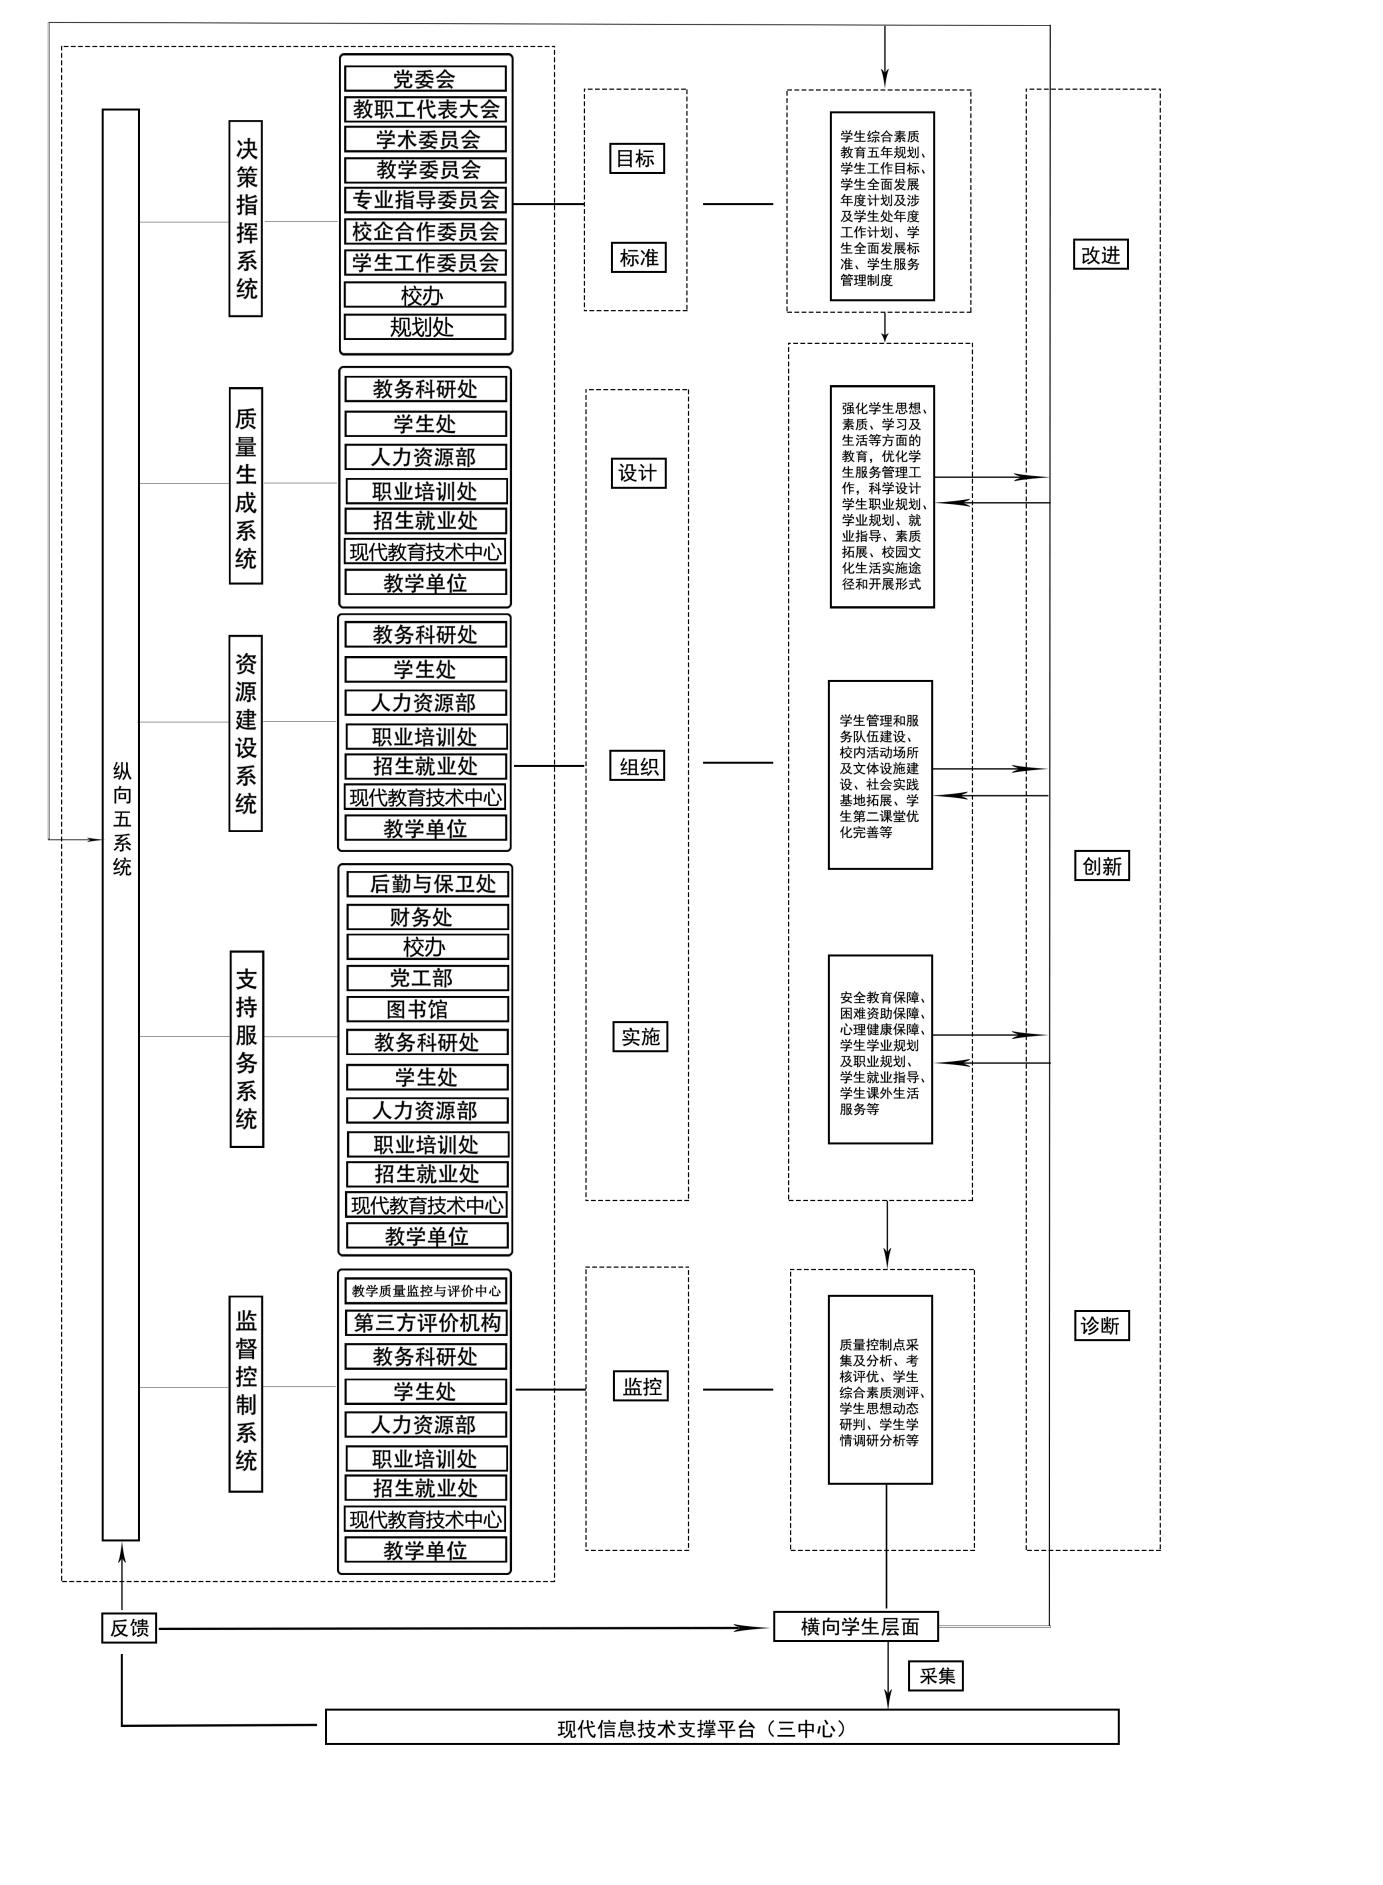 纵向五系统
决策指挥系统
党委会
教职工代表大会
学术委员会
教学委员会
专业指导委员会
校企合作委员会
学生工作委员会
校办
规划处
质量生成系统
教务科研处
学生处
人力资源部
职业培训处
招生就业处
现代教育技术中心
教学单位
资源建设系统
教务科研处
学生处
人力资源部
职业培训处
招生就业处
现代教育技术中心
教学单位
支持服务系统
后勤与保卫处
财务处
校办
党工部
图书馆
教务科研处
学生处
人力资源部
职业培训处
招生就业处
现代教育技术中心
教学单位
监督控制系统
教学质量监控与评价中心
第三方评价机构
教务科研处
学生处
人力资源部
职业培训处
招生就业处
现代教育技术中心
教学单位
目标
标准
设计
组织
实施
监控
学生综合素质
教育五年规划、
学生工作目标、
学生全面发展
年度计划及涉
及学生处年度
工作计划、学
生全面发展标
准、学生服务
管理制度
强化学生思想、
素质、学习及
生活等方面的
教育，优化学
生服务管理工
作，科学设计
学生职业规划、
学业规划、就
业指导、素质
拓展、校园文
化生活实施途
径和开展形式
学生管理和服
务队伍建设、
校内活动场所
及文体设施建
设、社会实践
基地拓展、学
生第二课堂优
化完善等
安全教育保障、
困难资助保障、
心理健康保障、
学生学业规划
及职业规划、
学生就业指导、
学生课外生活
服务等
质量控制点采
集及分析、考
核评优、学生
综合素质测评、
学生思想动态
研判、学生学
情调研分析等
改进
创新
诊断
反馈
横向学生层面
采集
现代信息技术支撑平台（三中心）